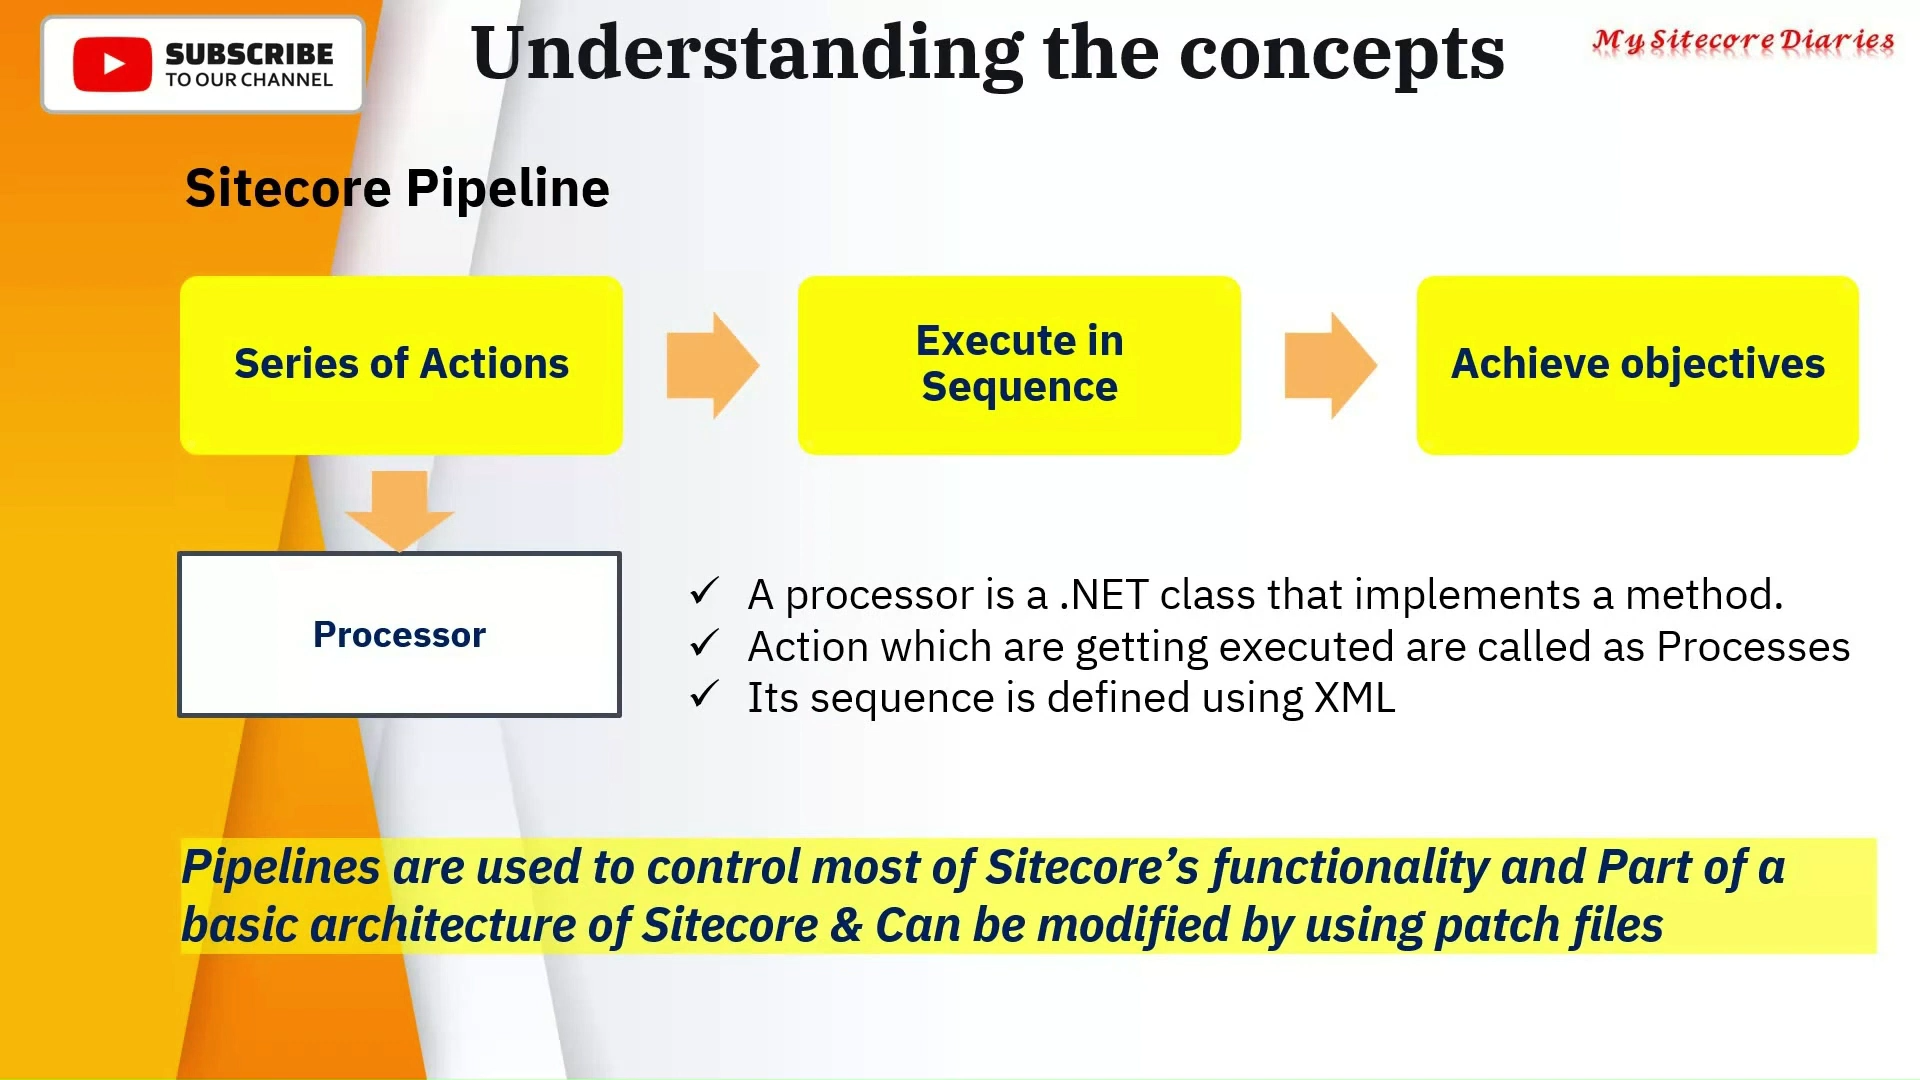 SUBSCRIBE
TO OUR CHANNEL
Understanding the concepts
My Sitecore Diaries
Sitecore Pipeline
Series of Actions
Execute in
Sequence
Achieve objectives
Processor
✓ A processor is a .NET class that implements a method.
✓ Action which are getting executed are called as Processes
✓ Its sequence is defined using XML
Pipelines are used to control most of Sitecore’s functionality and Part of a
basic architecture of Sitecore & Can be modified by using patch files